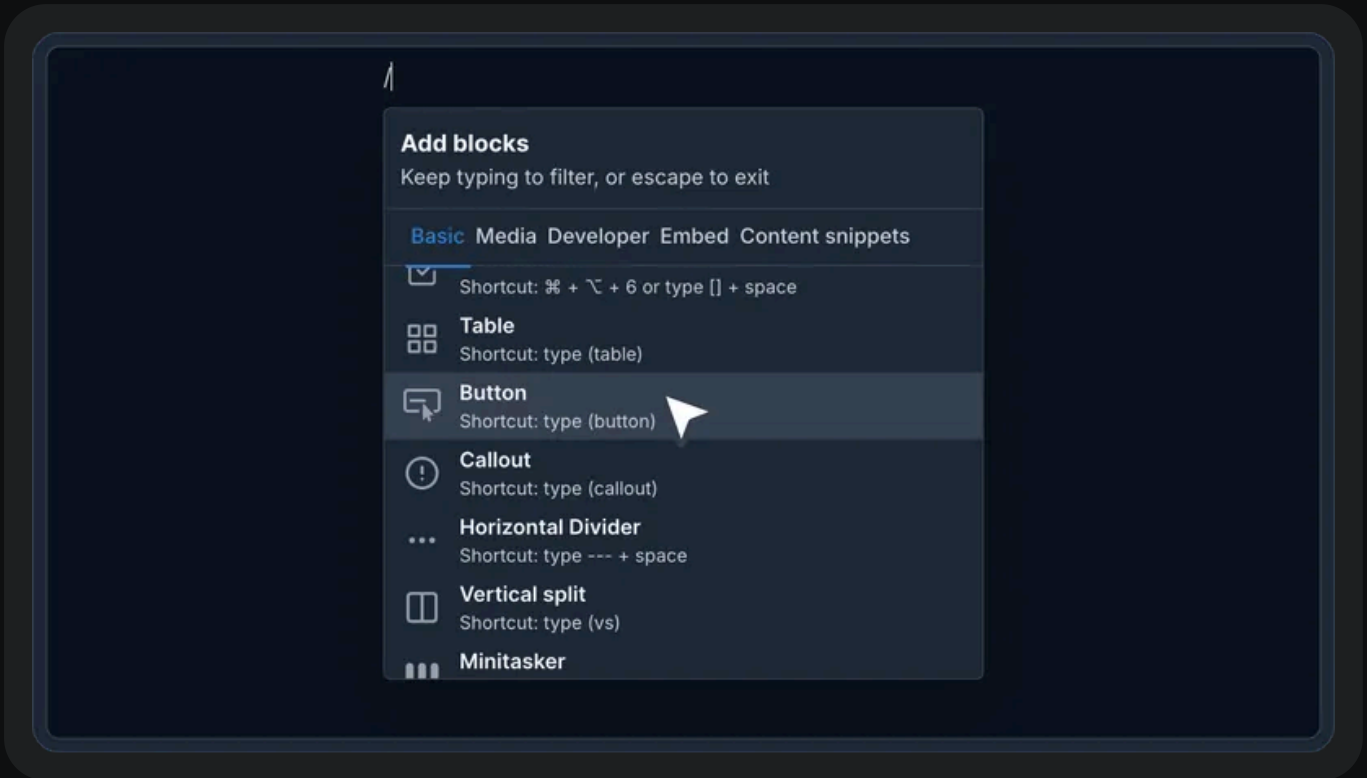 /
Add blocks
Keep typing to filter, or escape to exit
Basic Media Developer Embed Content snippets
Shortcut: ⌘ + ⌥ + 6 or type [] + space
Table
Shortcut: type (table)
Button
Shortcut: type (button)
Callout
Shortcut: type (callout)
Horizontal Divider
Shortcut: type --- + space
Vertical split
Shortcut: type (vs)
Minitasker